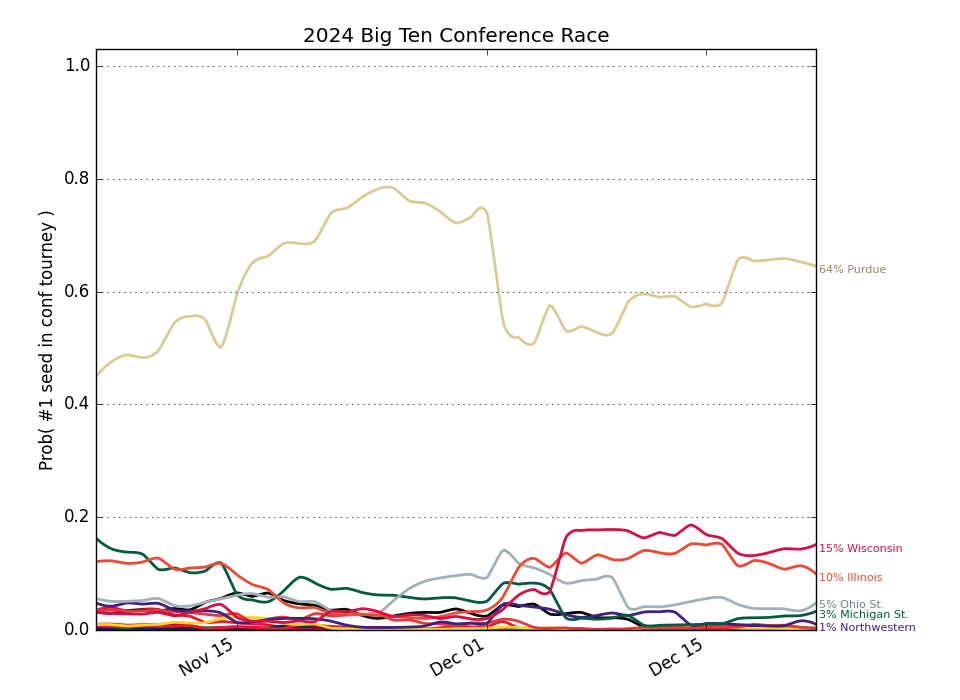 2024 Big Ten Conference Race
Prob( #1 seed in conf tourney )
1.0
0.8
0.6
0.4
0.2
0.0
Nov 15
Dec 01
Dec 15
64% Purdue
15% Wisconsin
10% Illinois
5% Ohio St.
3% Michigan St.
1% Northwestern